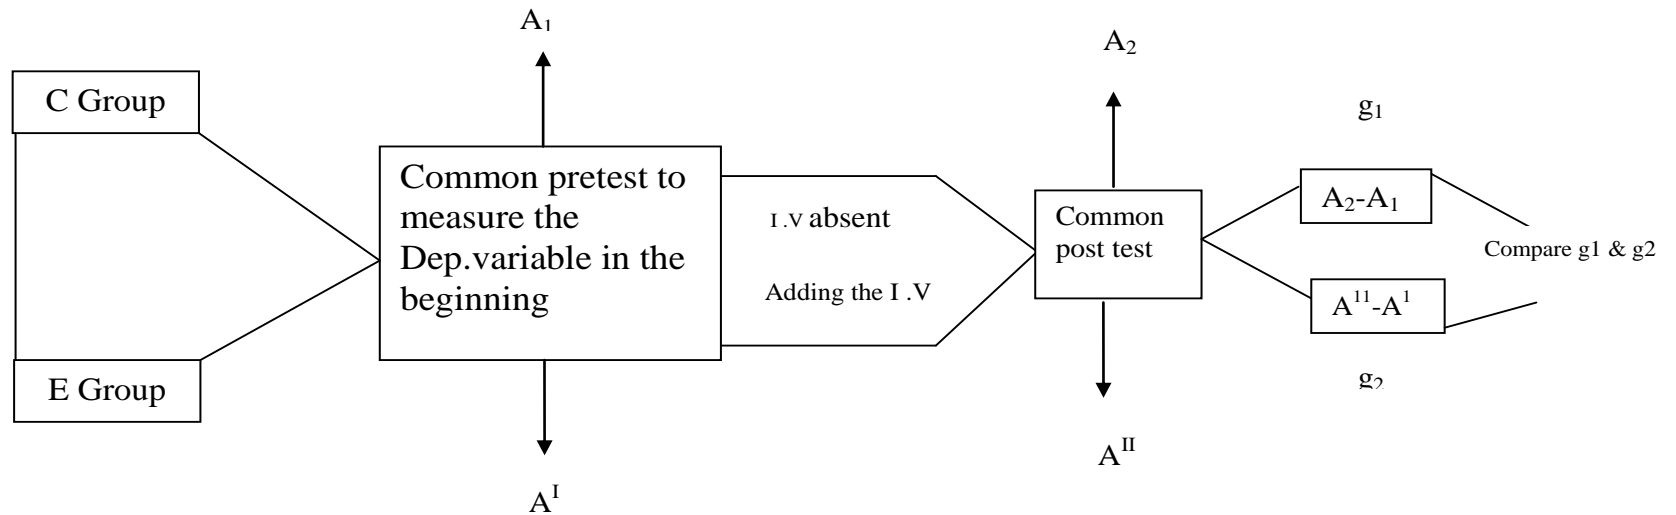 A₁
A₂
C Group
g₁
Common pretest to
measure the
Dep.variable in the
beginning
I .V absent
Adding the I .V
Common
post test
A₂-A₁
Compare g1 & g2
A¹¹-A¹
E Group
g₂
Aᴵᴵ
Aᴵ